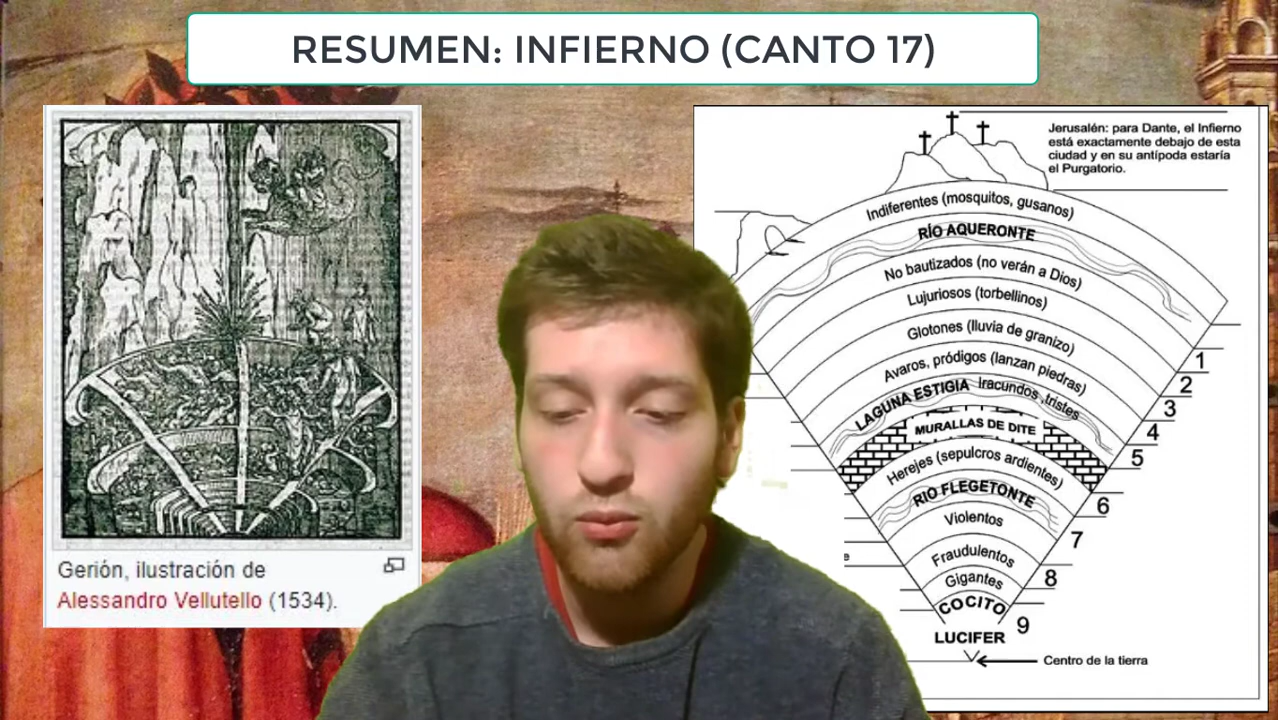 RESUMEN: INFIERNO (CANTO 17)
Gerión, ilustración de
Alessandro Vellutello (1534).
Jerusalén: para Dante, el Infierno
está exactamente debajo de esta
ciudad y en su antípoda estaría
el Purgatorio.
Indiferentes (mosquitos, gusanos)
RÍO AQUERONTE
No bautizados (no verán a Dios)
Lujuriosos (torbellinos)
Glotones (lluvia de granizo)
1
Avaros, pródigos (lanzan piedras)
2
LAGUNA ESTIGIA Iracundos ,tristes
3
MURALLAS DE DITE
4
5
Herejes (sepulcros ardientes)
RIO FLEGETONTE
6
Violentos
7
e
Fraudulentos
8
Gigantes
COCITO
9
LUCIFER
Centro de la tierra